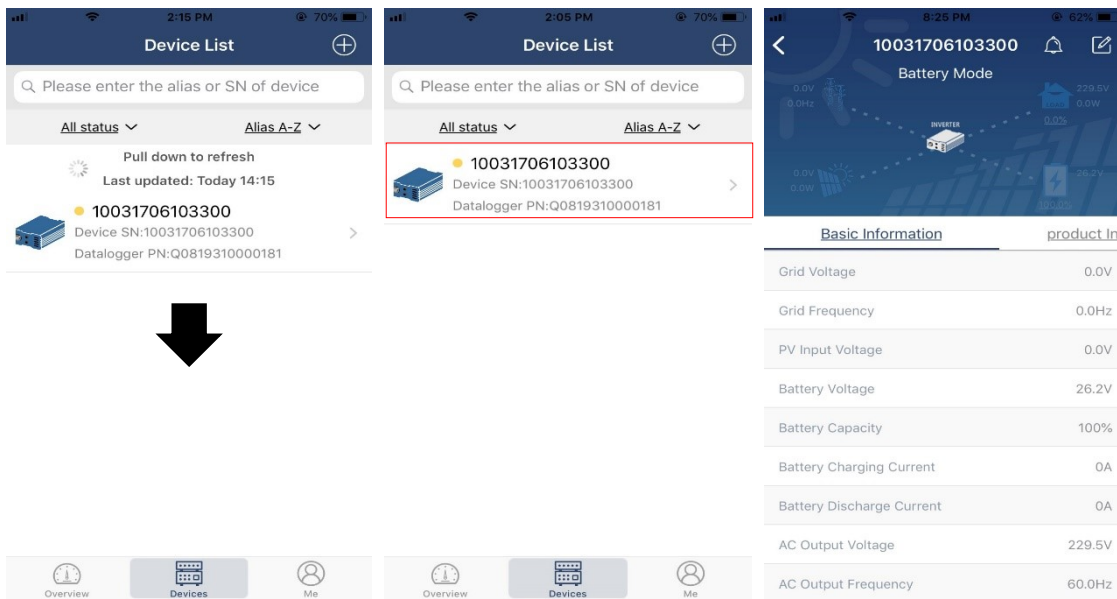 2:15 PM
70%
Device List
Please enter the alias or SN of device
All status
Alias A-Z
Pull down to refresh
Last updated: Today 14:15
10031706103300
Device SN:10031706103300
Datalogger PN:Q0819310000181
Overview
Devices
Me
2:05 PM
70%
Device List
Please enter the alias or SN of device
All status
Alias A-Z
10031706103300
Device SN:10031706103300
Datalogger PN:Q0819310000181
Overview
Devices
Me
8:25 PM
62%
10031706103300
Battery Mode
0.0V
0.0Hz
229.5V
LOAD
0.0W
0.0%
INVERTER
0.0V
0.0W
26.2V
100.0%
Basic Information
product In
Grid Voltage 0.0V
Grid Frequency 0.0Hz
PV Input Voltage 0.0V
Battery Voltage 26.2V
Battery Capacity 100%
Battery Charging Current 0A
Battery Discharge Current 0A
AC Output Voltage 229.5V
AC Output Frequency 60.0Hz